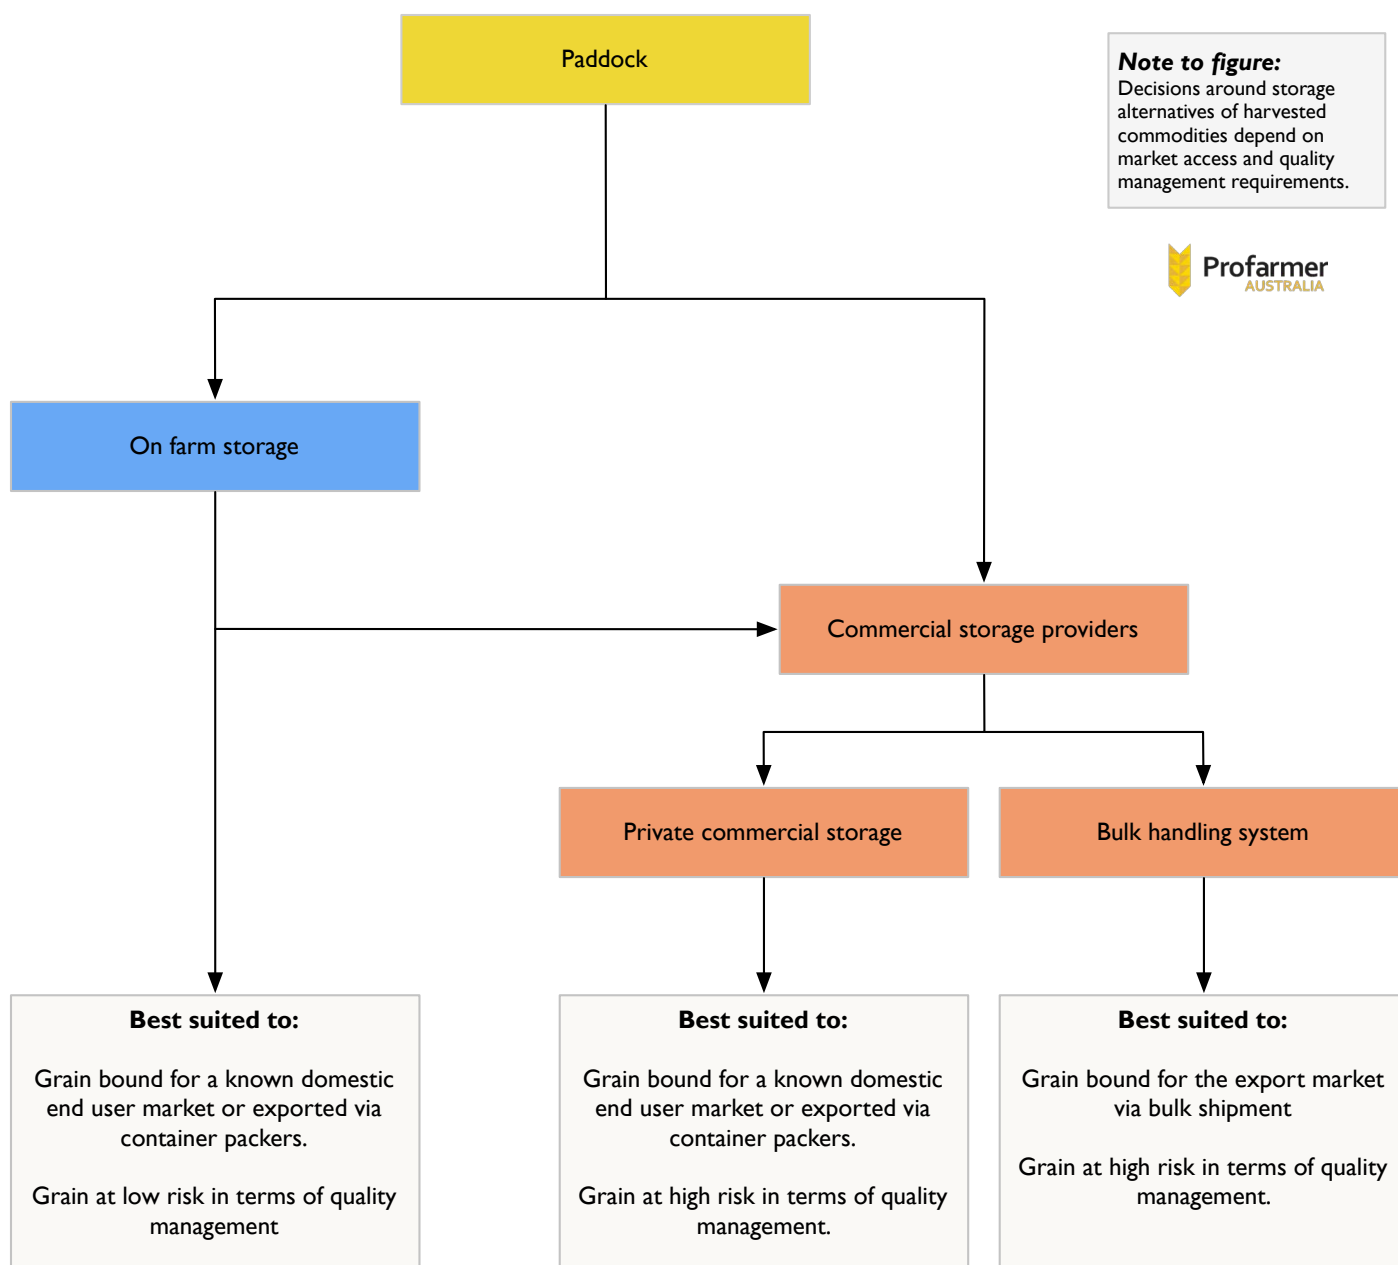 Paddock
Note to figure:
Decisions around storage
alternatives of harvested
commodities depend on
market access and quality
management requirements.
Profarmer
AUSTRALIA
On farm storage
Commercial storage providers
Private commercial storage
Bulk handling system
Best suited to:
Grain bound for a known domestic
end user market or exported via
container packers.
Grain at low risk in terms of quality
management
Best suited to:
Grain bound for a known domestic
end user market or exported via
container packers.
Grain at high risk in terms of quality
management.
Best suited to:
Grain bound for the export market
via bulk shipment
Grain at high risk in terms of quality
management.